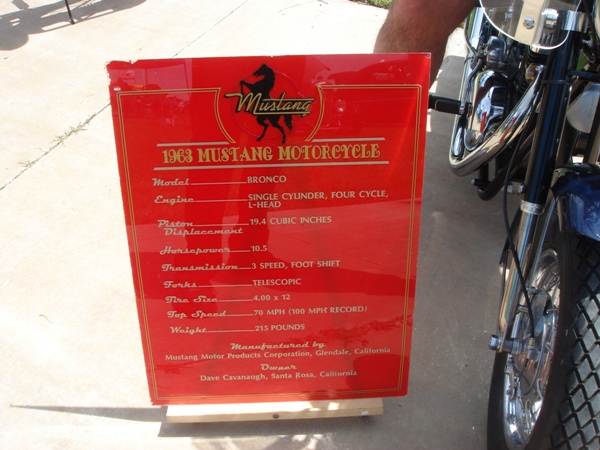 Mustang
1963 MUSTANG MOTORCYCLE
Model BRONCO
Engine SINGLE CYLINDER, FOUR CYCLE,
L-HEAD
Piston Displacement 19.4 CUBIC INCHES
Horsepower 10.5
Transmission 3 SPEED, FOOT SHIFT
Forks TELESCOPIC
Tire Size 4.00 x 12
Top Speed 70 MPH (100 MPH RECORD)
Weight 215 POUNDS
Manufactured by
Mustang Motor Products Corporation, Glendale, California
Owner
Dave Cavanaugh, Santa Rosa, California